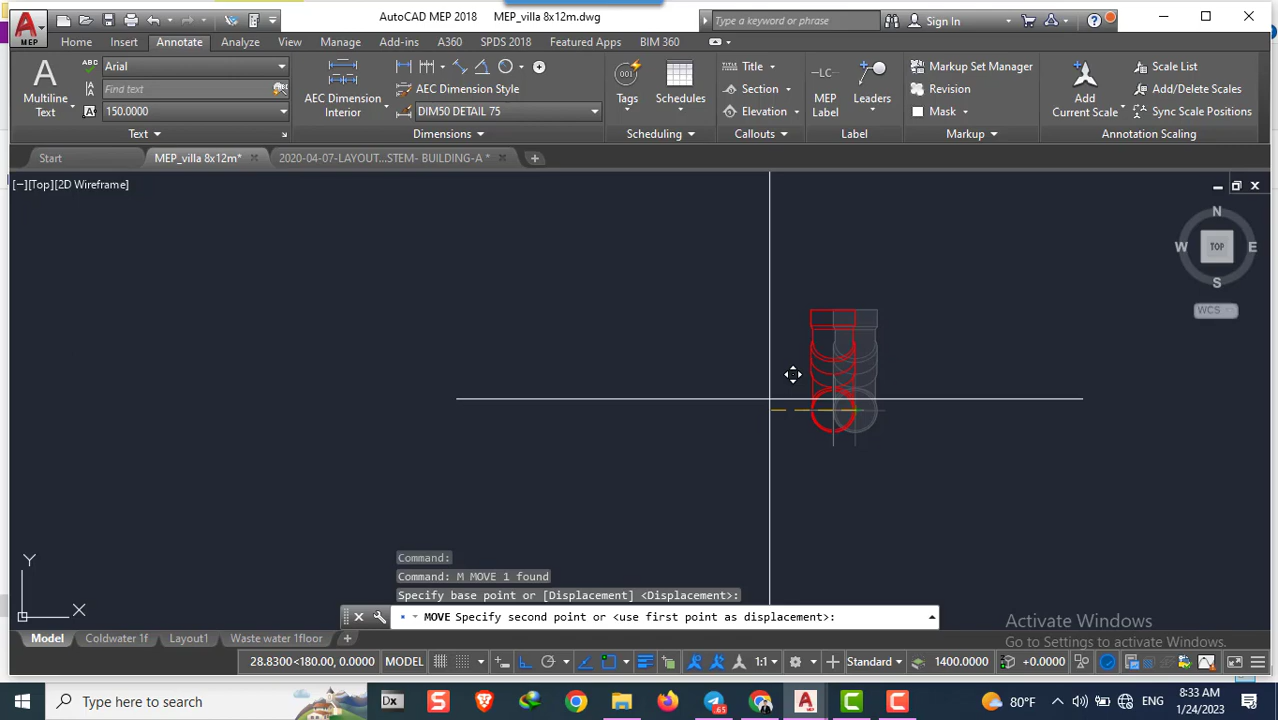 AutoCAD MEP 2018 MEP_villa 8x12m.dwg
Type a keyword or phrase
Sign In
MEP
Home Insert Annotate Analyze View Manage Add-ins A360 SPDS 2018 Featured Apps BIM 360
Multiline
Text
Arial
Find text
150.0000
Text
AEC Dimension
Interior
AEC Dimension Style
DIM50 DETAIL 75
Dimensions
Tags
Schedules
Scheduling
Title
Section
Elevation
Callouts
MEP
Label
Leaders
Label
Markup Set Manager
Revision
Mask
Markup
Add
Current Scale
Scale List
Add/Delete Scales
Sync Scale Positions
Annotation Scaling
Start MEP_villa 8x12m* 2020-04-07-LAYOUT...STEM- BUILDING-A *
[−][Top][2D Wireframe]
N
W TOP E
S
WCS
Y
X
Command:
Command: M MOVE 1 found
Specify base point or [Displacement] <Displacement>:
MOVE Specify second point or <use first point as displacement>:
Activate Windows
Go to Settings to activate Windows.
Model Coldwater 1f Layout1 Waste water 1floor
28.8300<180.00, 0.0000 MODEL 1:1 Standard 1400.0000 +0.0000
Type here to search
Dx
.65
80°F
ENG
8:33 AM
1/24/2023